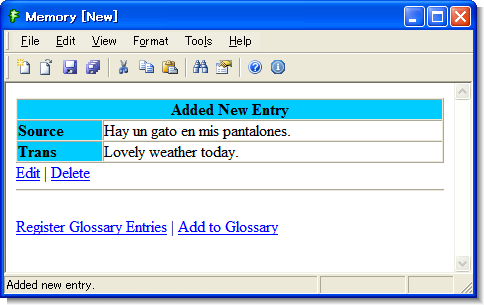 Memory [New]
File Edit View Format Tools Help
Added New Entry
Source Hay un gato en mis pantalones.
Trans Lovely weather today.
Edit | Delete
Register Glossary Entries | Add to Glossary
Added new entry.